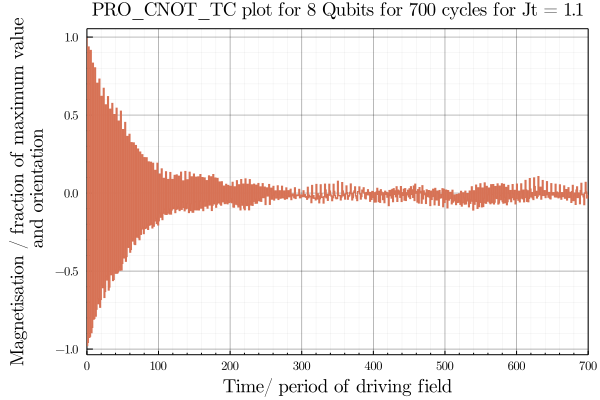 PRO_CNOT_TC plot for 8 Qubits for 700 cycles for Jt = 1.1
Magnetisation / fraction of maximum value
and orientation
1.0
0.5
0.0
−0.5
−1.0
0 100 200 300 400 500 600 700
Time/ period of driving field